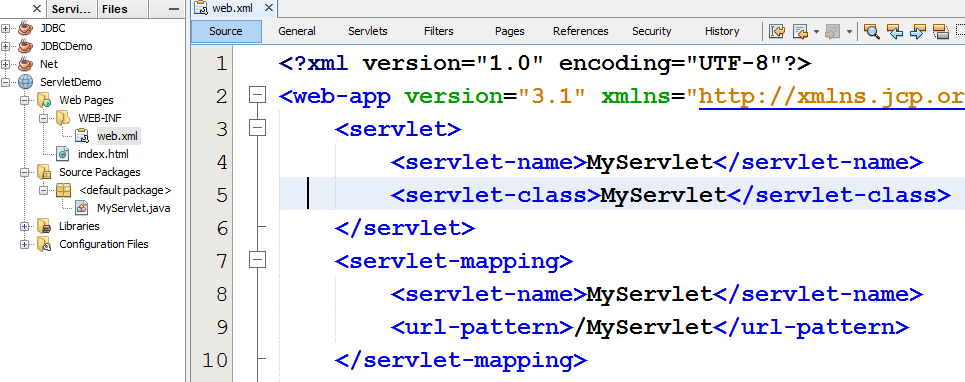 Servi... Files
JDBC
JDBCDemo
Net
ServletDemo
Web Pages
WEB-INF
web.xml
index.html
Source Packages
<default package>
MyServlet.java
Libraries
Configuration Files
web.xml
Source General Servlets Filters Pages References Security History
1 <?xml version="1.0" encoding="UTF-8"?>
2 <web-app version="3.1" xmlns="http://xmlns.jcp.or
3 <servlet>
4 <servlet-name>MyServlet</servlet-name>
5 <servlet-class>MyServlet</servlet-class>
6 </servlet>
7 <servlet-mapping>
8 <servlet-name>MyServlet</servlet-name>
9 <url-pattern>/MyServlet</url-pattern>
10 </servlet-mapping>